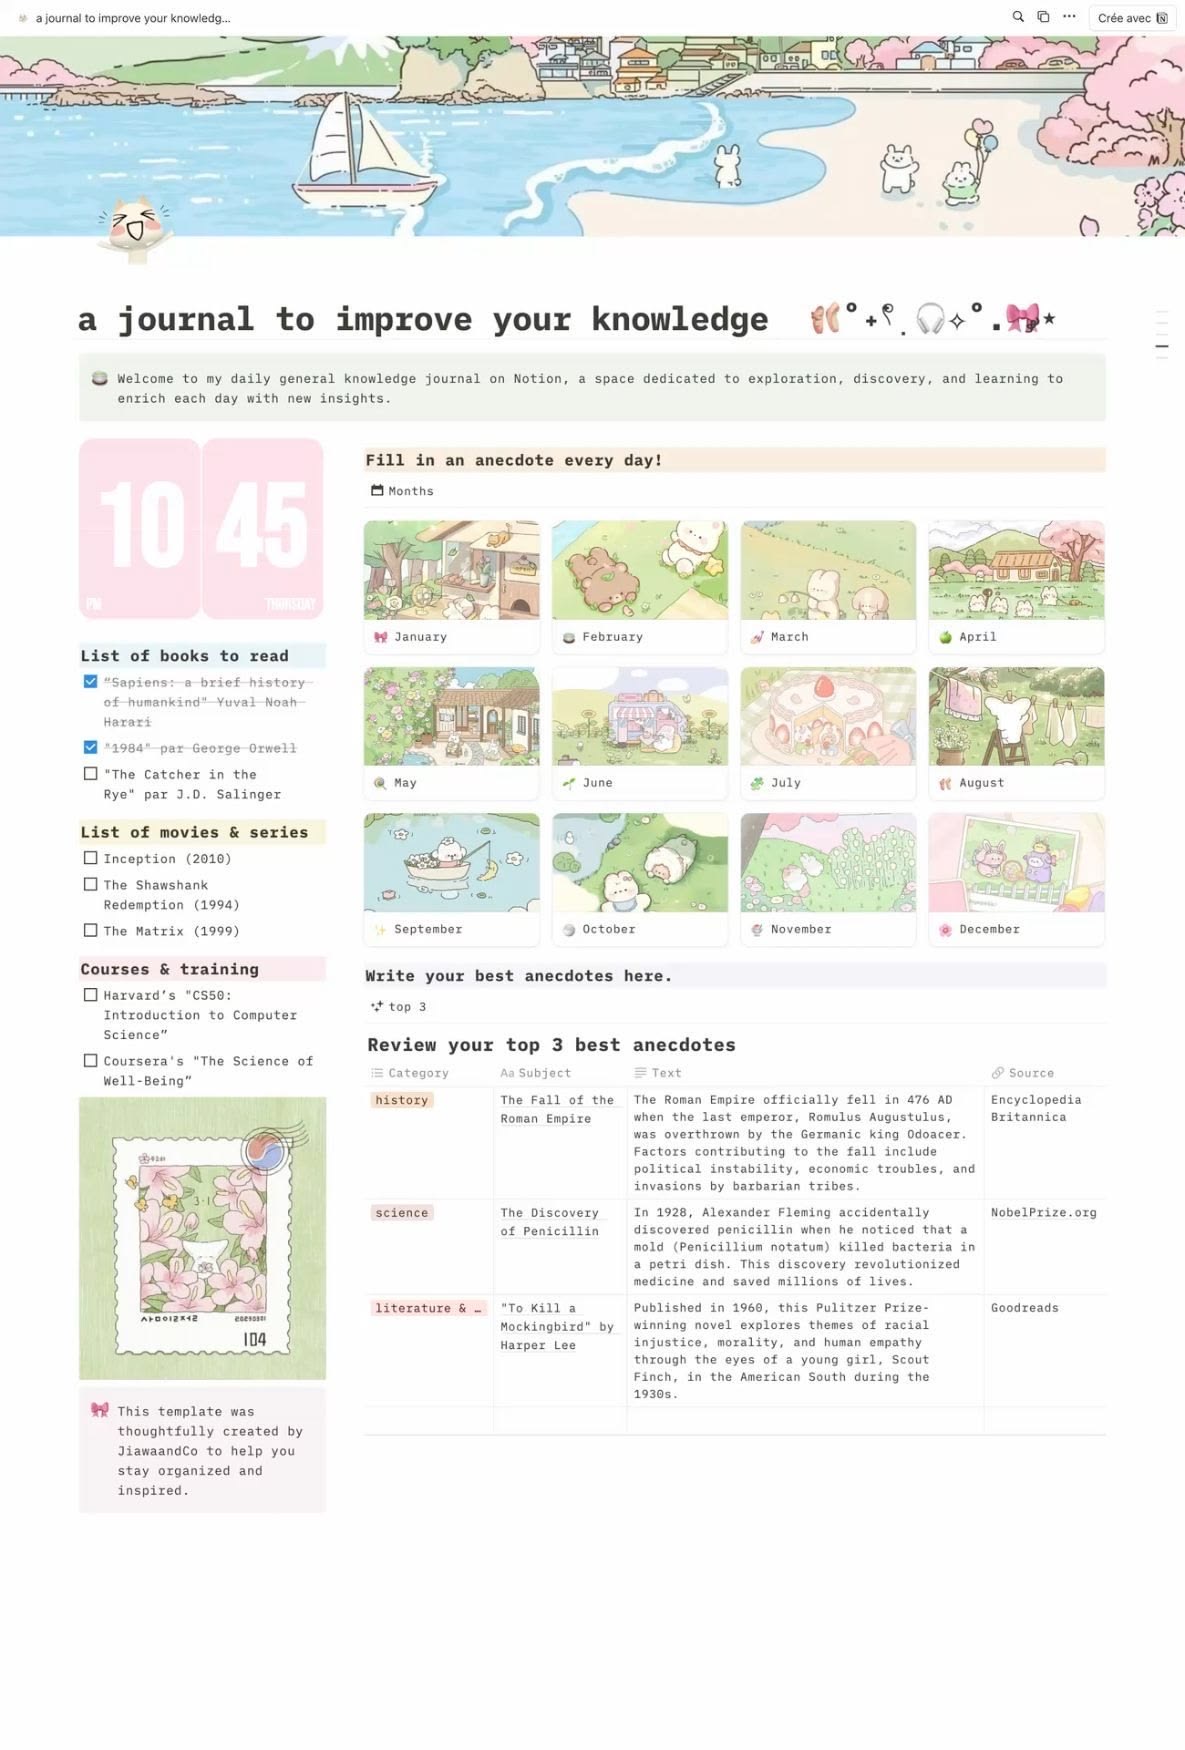 a journal to improve your knowledg...
Crée avec
a journal to improve your knowledge
Welcome to my daily general knowledge journal on Notion, a space dedicated to exploration, discovery, and learning to
enrich each day with new insights.
10 45
PM THURSDAY
List of books to read
“Sapiens: a brief history
of humankind" Yuval Noah
Harari
"1984" par George Orwell
"The Catcher in the
Rye" par J.D. Salinger
List of movies & series
Inception (2010)
The Shawshank
Redemption (1994)
The Matrix (1999)
Courses & training
Harvard’s "CS50:
Introduction to Computer
Science”
Coursera's "The Science of
Well-Being”
3·1
104
This template was
thoughtfully created by
JiawaandCo to help you
stay organized and
inspired.
Fill in an anecdote every day!
Months
January
February
March
April
May
June
July
August
September
October
November
December
Write your best anecdotes here.
top 3
Review your top 3 best anecdotes
Category
Aa Subject
Text
Source
history
The Fall of the
Roman Empire
The Roman Empire officially fell in 476 AD
when the last emperor, Romulus Augustulus,
was overthrown by the Germanic king Odoacer.
Factors contributing to the fall include
political instability, economic troubles, and
invasions by barbarian tribes.
Encyclopedia
Britannica
science
The Discovery
of Penicillin
In 1928, Alexander Fleming accidentally
discovered penicillin when he noticed that a
mold (Penicillium notatum) killed bacteria in
a petri dish. This discovery revolutionized
medicine and saved millions of lives.
NobelPrize.org
literature & …
"To Kill a
Mockingbird" by
Harper Lee
Published in 1960, this Pulitzer Prize-
winning novel explores themes of racial
injustice, morality, and human empathy
through the eyes of a young girl, Scout
Finch, in the American South during the
1930s.
Goodreads